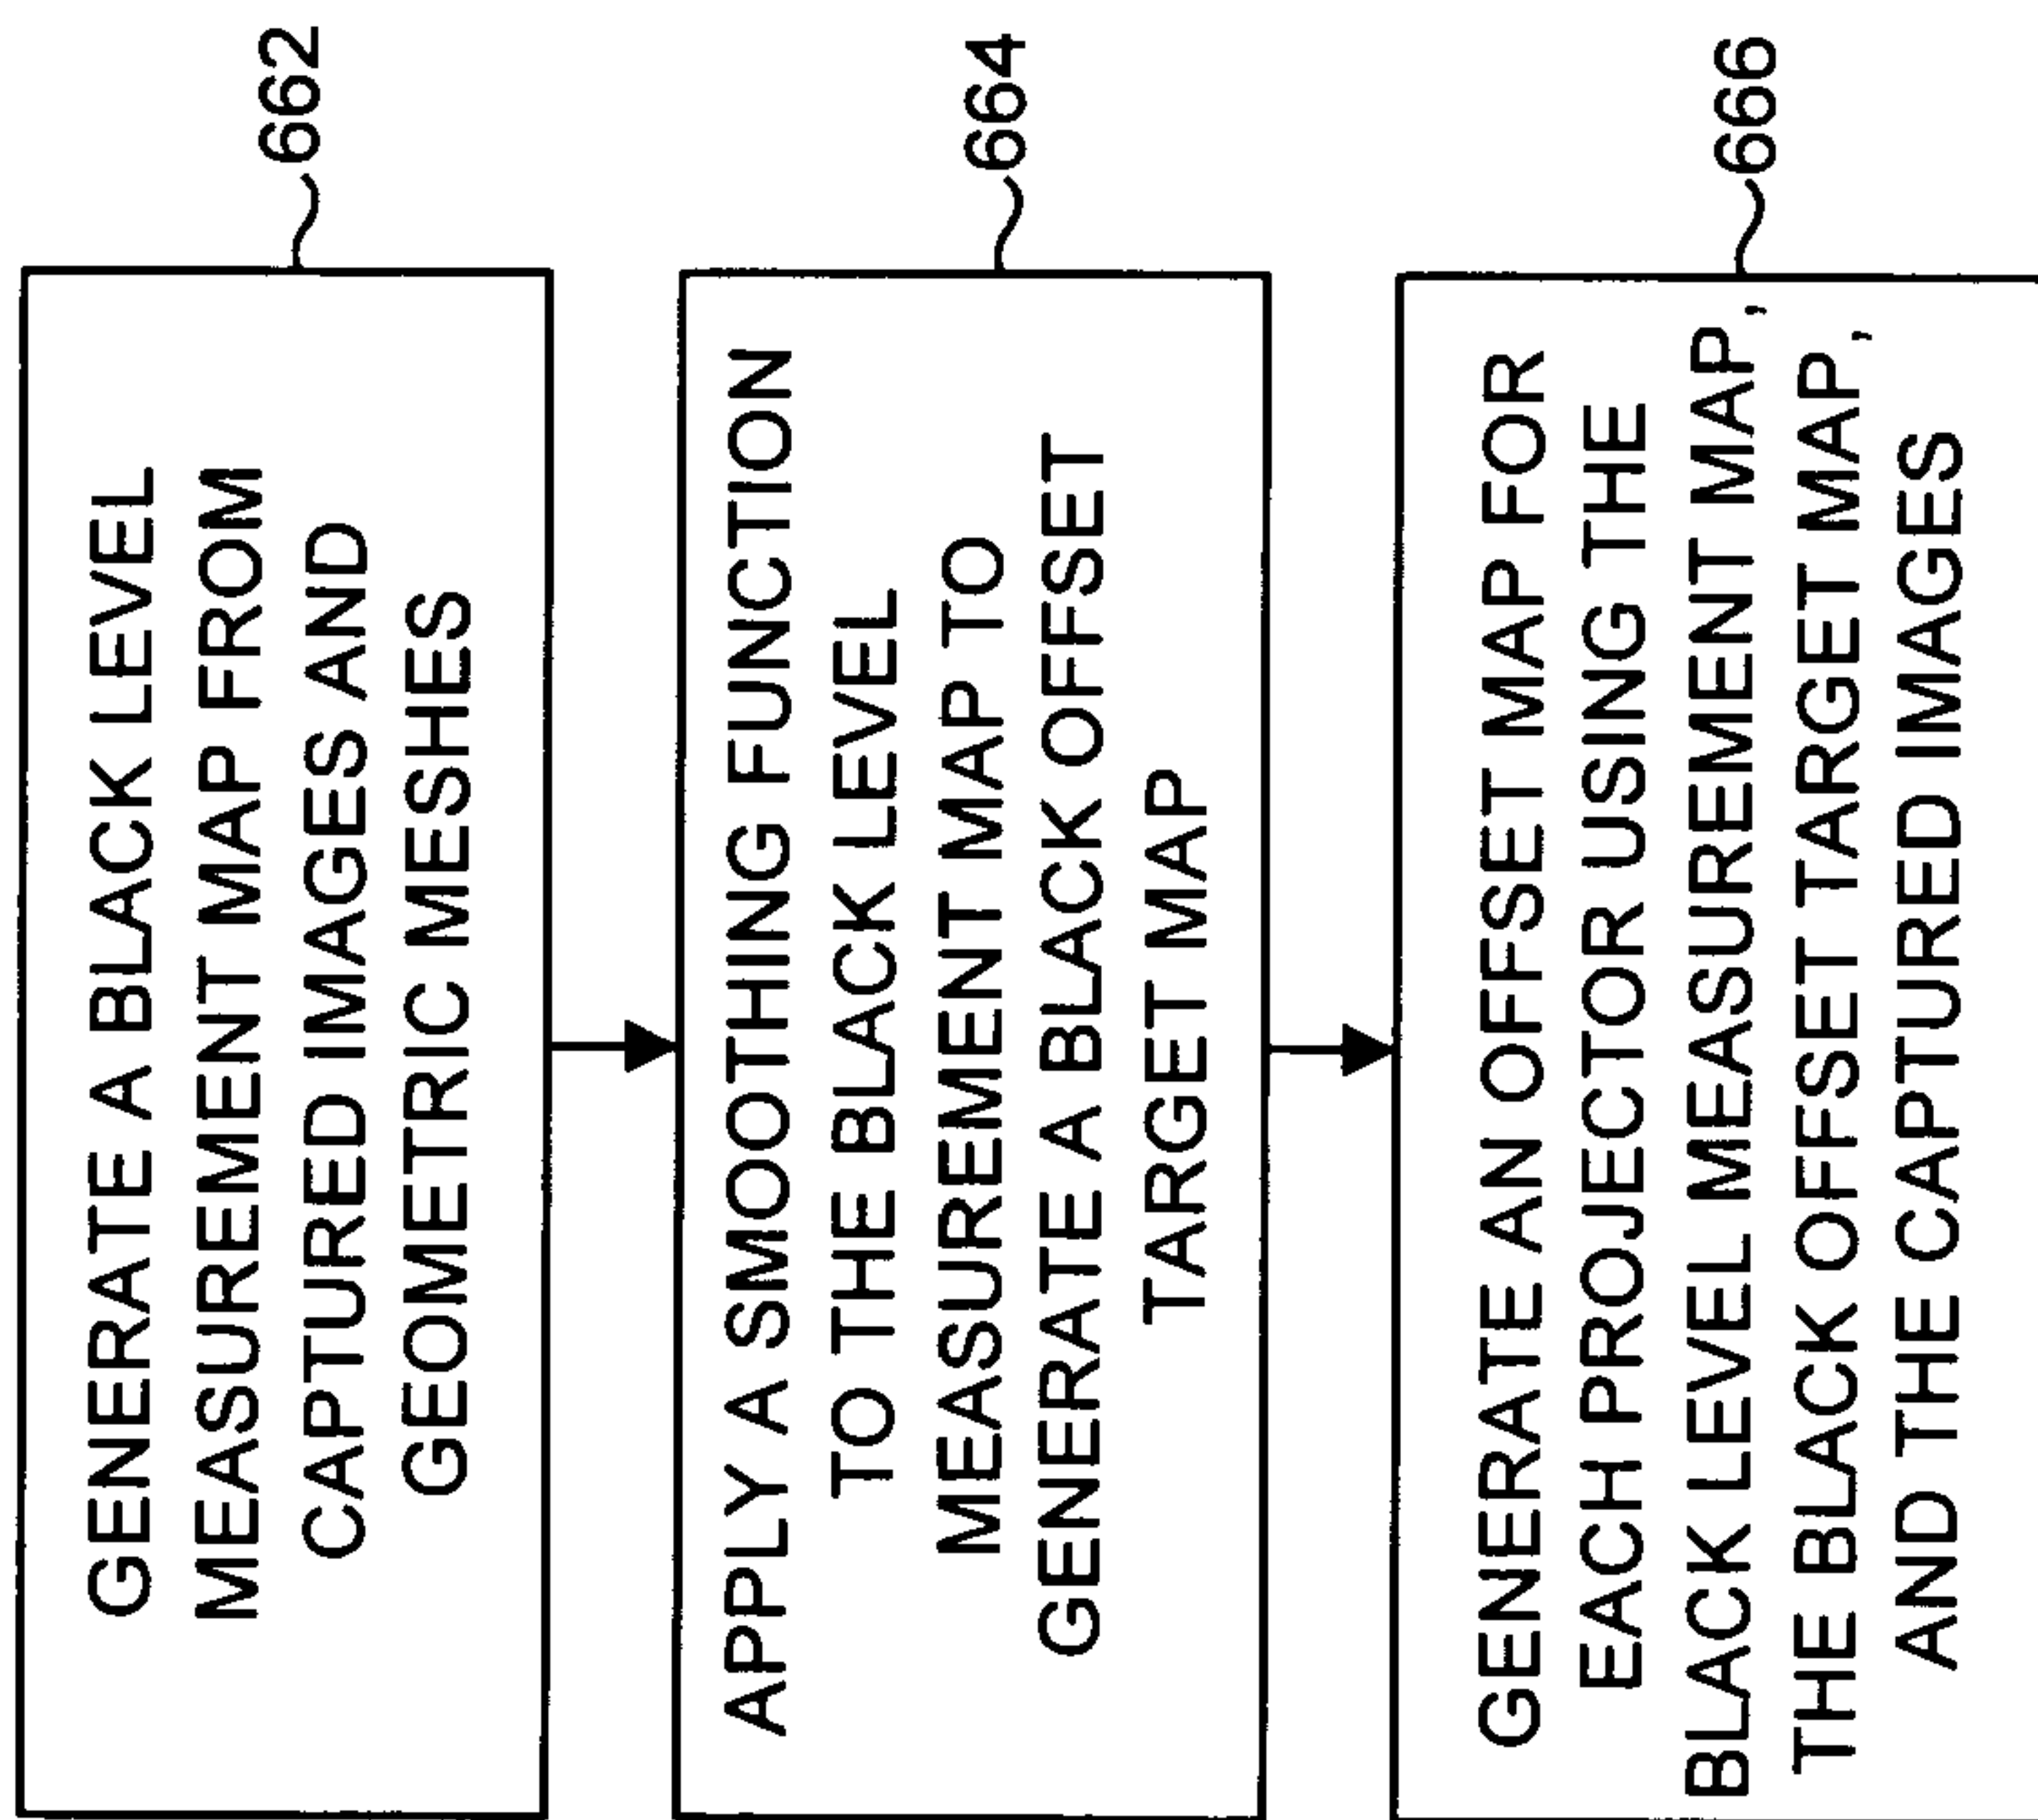 GENERATE A BLACK LEVEL
MEASUREMENT MAP FROM
CAPTURED IMAGES AND
GEOMETRIC MESHES
662
APPLY A SMOOTHING FUNCTION
TO THE BLACK LEVEL
MEASUREMENT MAP TO
GENERATE A BLACK OFFSET
TARGET MAP
664
GENERATE AN OFFSET MAP FOR
EACH PROJECTOR USING THE
BLACK LEVEL MEASUREMENT MAP,
THE BLACK OFFSET TARGET MAP,
AND THE CAPTURED IMAGES
666